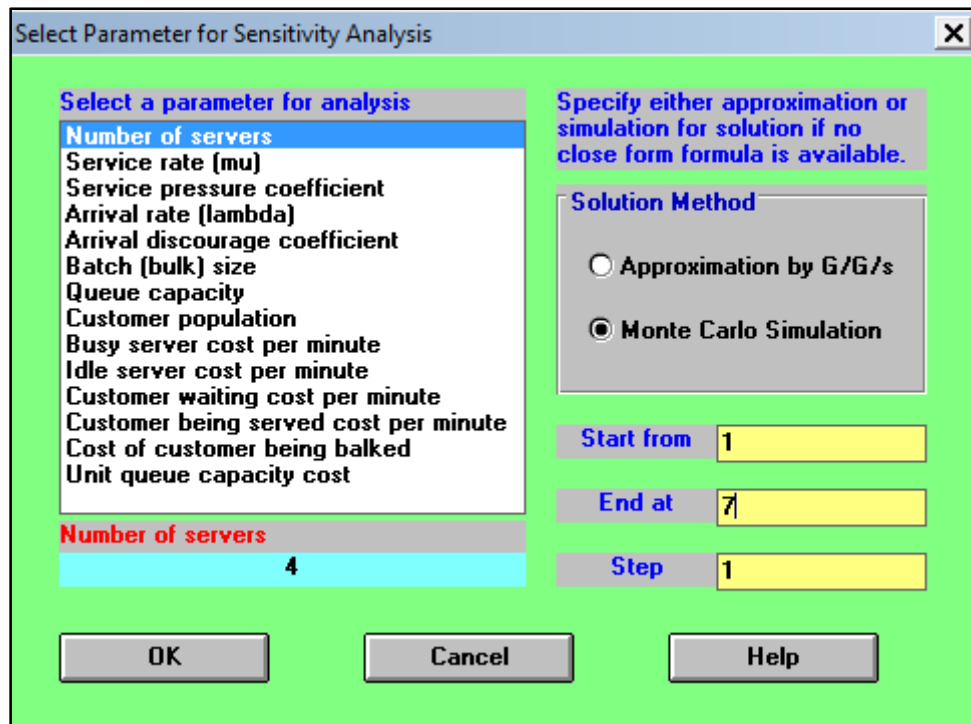 Select Parameter for Sensitivity Analysis
Select a parameter for analysis
Number of servers
Service rate (mu)
Service pressure coefficient
Arrival rate (lambda)
Arrival discourage coefficient
Batch (bulk) size
Queue capacity
Customer population
Busy server cost per minute
Idle server cost per minute
Customer waiting cost per minute
Customer being served cost per minute
Cost of customer being balked
Unit queue capacity cost
Number of servers
4
Specify either approximation or
simulation for solution if no
close form formula is available.
Solution Method
Approximation by G/G/s
Monte Carlo Simulation
Start from 1
End at 7
Step 1
OK Cancel Help